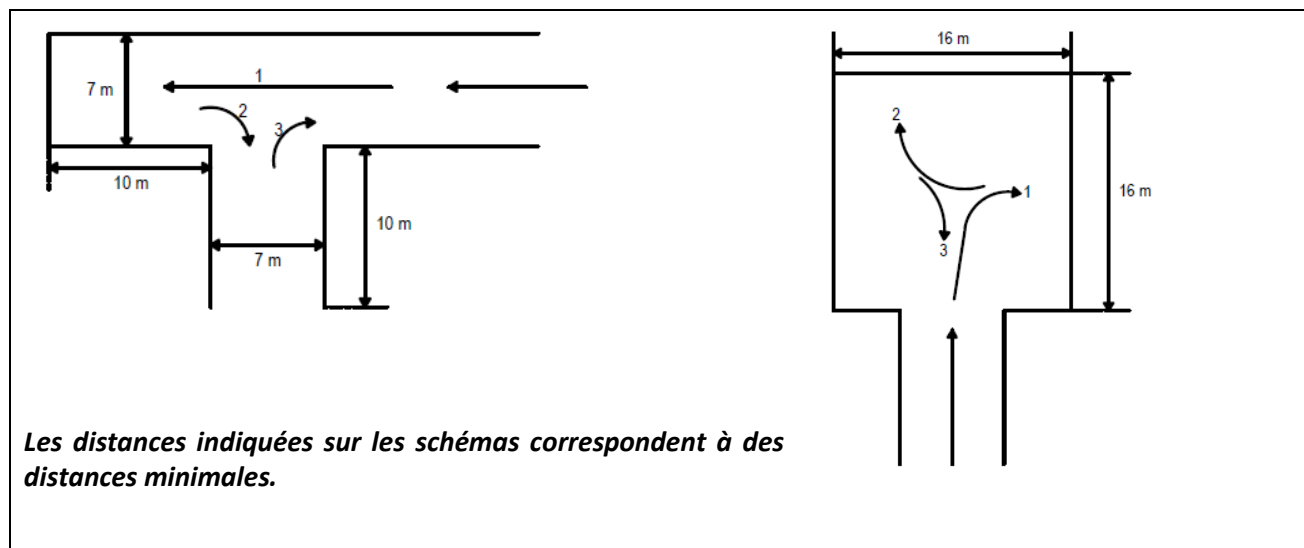 7 m
1
2
3
10 m
10 m
7 m
16 m
2
1
16 m
3
Les distances indiquées sur les schémas correspondent à des
distances minimales.